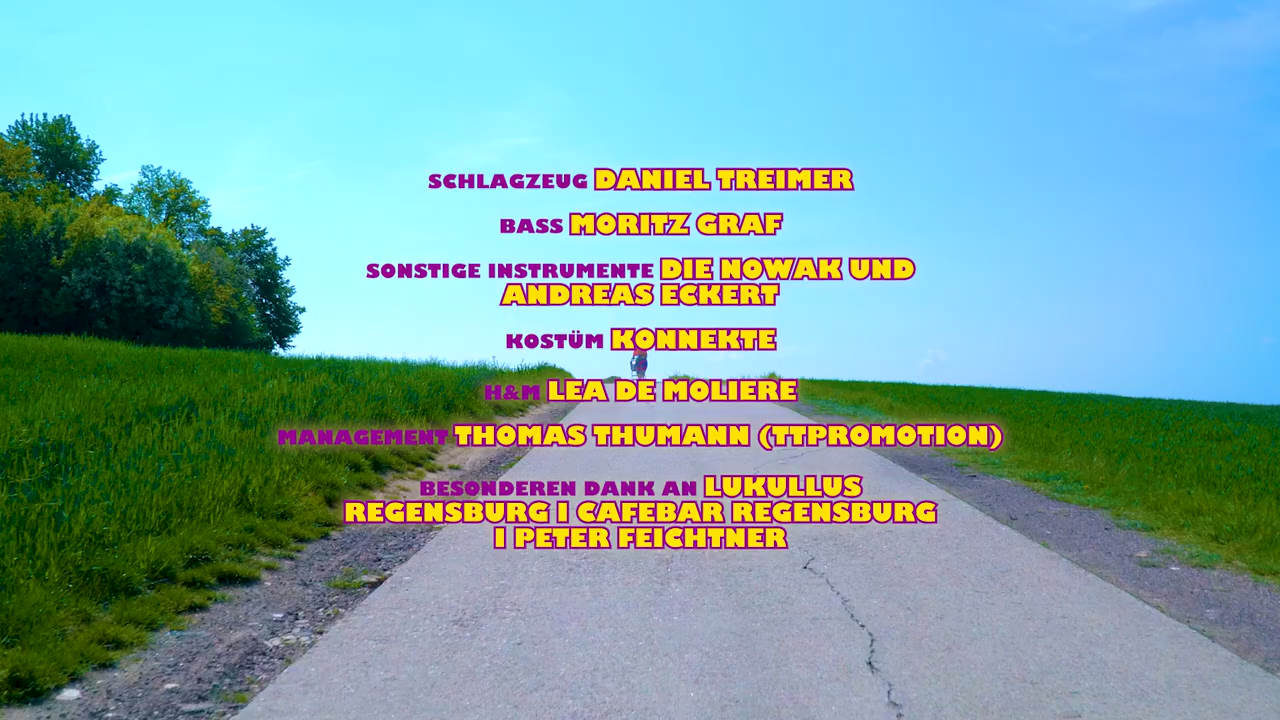 SCHLAGZEUG DANIEL TREIMER
BASS MORITZ GRAF
SONSTIGE INSTRUMENTE DIE NOWAK UND
ANDREAS ECKERT
KOSTÜM KONNEKTE
H&M LEA DE MOLIERE
MANAGEMENT THOMAS THUMANN (TTPROMOTION)
BESONDEREN DANK AN LUKULLUS
REGENSBURG I CAFEBAR REGENSBURG
I PETER FEICHTNER